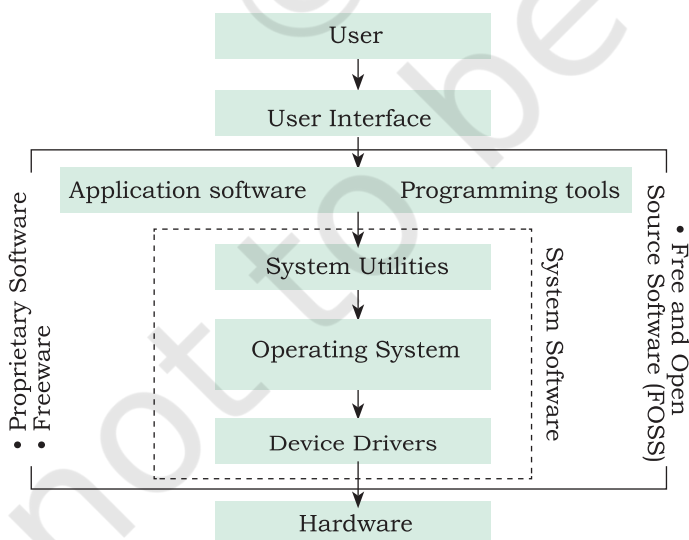 User
User Interface
Application software
Programming tools
System Utilities
Operating System
Device Drivers
System Software
Hardware
• Proprietary Software
• Freeware
• Free and Open
Source Software (FOSS)
not to be